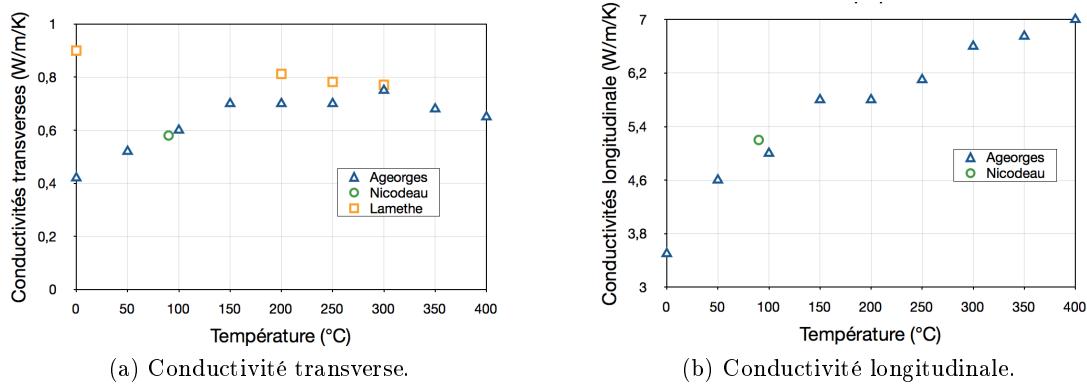 Conductivités transverses (W/m/K)
1
0,8
0,6
0,4
0,2
0
0 50 100 150 200 250 300 350 400
Température (°C)
Ageorges
Nicodeau
Lamethe
(a) Conductivité transverse.
Conductivités longitudinale (W/m/K)
7
6,2
5,4
4,6
3,8
3
0 50 100 150 200 250 300 350 400
Température (°C)
Ageorges
Nicodeau
(b) Conductivité longitudinale.